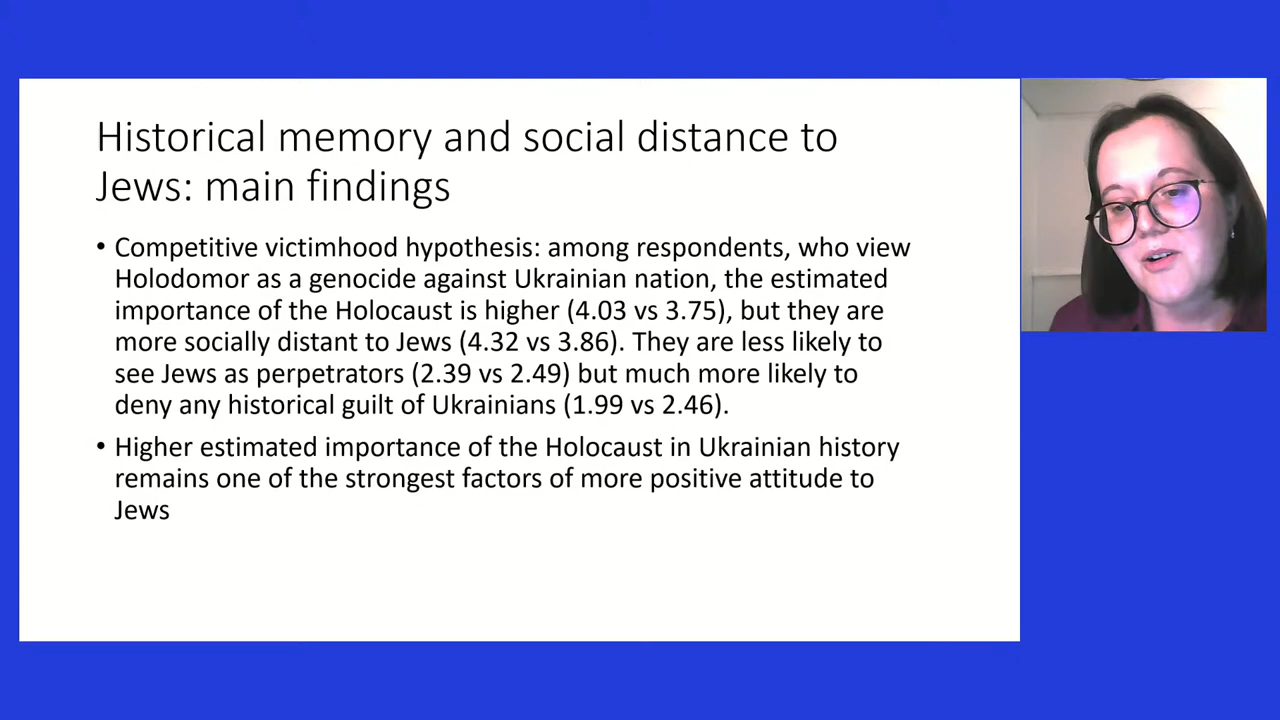 Historical memory and social distance to
Jews: main findings
• Competitive victimhood hypothesis: among respondents, who view
Holodomor as a genocide against Ukrainian nation, the estimated
importance of the Holocaust is higher (4.03 vs 3.75), but they are
more socially distant to Jews (4.32 vs 3.86). They are less likely to
see Jews as perpetrators (2.39 vs 2.49) but much more likely to
deny any historical guilt of Ukrainians (1.99 vs 2.46).
• Higher estimated importance of the Holocaust in Ukrainian history
remains one of the strongest factors of more positive attitude to
Jews